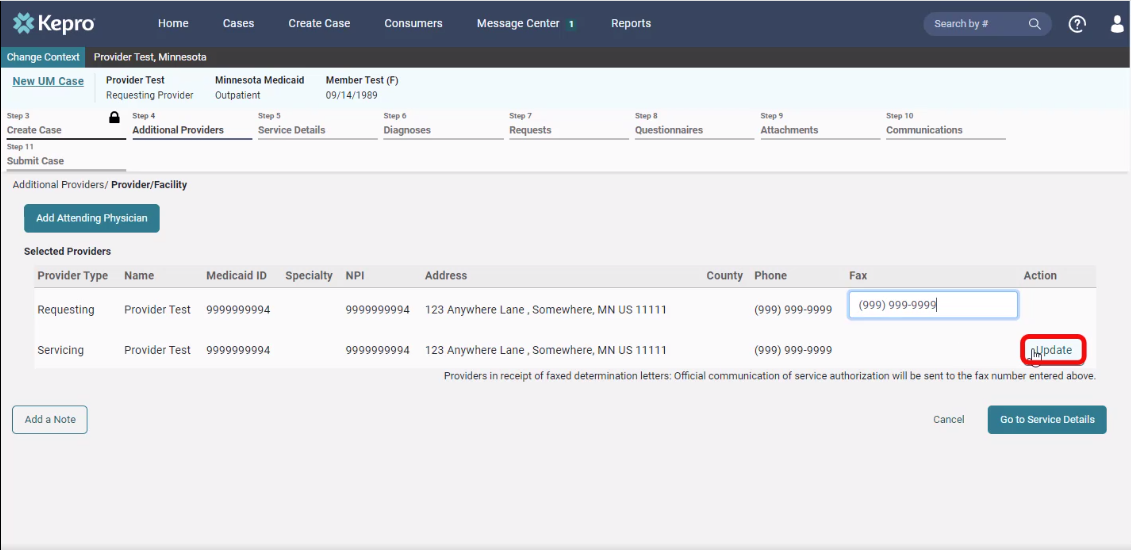 Kepro Home Cases Create Case Consumers Message Center 1 Reports Search by #
Change Context Provider Test, Minnesota
New UM Case Provider Test Minnesota Medicaid Member Test (F)
Requesting Provider Outpatient 09/14/1989
Step 3 Step 4 Step 5 Step 6 Step 7 Step 8 Step 9 Step 10
Create Case Additional Providers Service Details Diagnoses Requests Questionnaires Attachments Communications
Step 11
Submit Case
Additional Providers/ Provider/Facility
Add Attending Physician
Selected Providers
Provider Type Name Medicaid ID Specialty NPI Address County Phone Fax Action
Requesting Provider Test 9999999994 9999999994 123 Anywhere Lane , Somewhere, MN US 11111 (999) 999-9999 (999) 999-9999
Servicing Provider Test 9999999994 9999999994 123 Anywhere Lane , Somewhere, MN US 11111 (999) 999-9999 Update
Providers in receipt of faxed determination letters: Official communication of service authorization will be sent to the fax number entered above.
Add a Note Cancel Go to Service Details